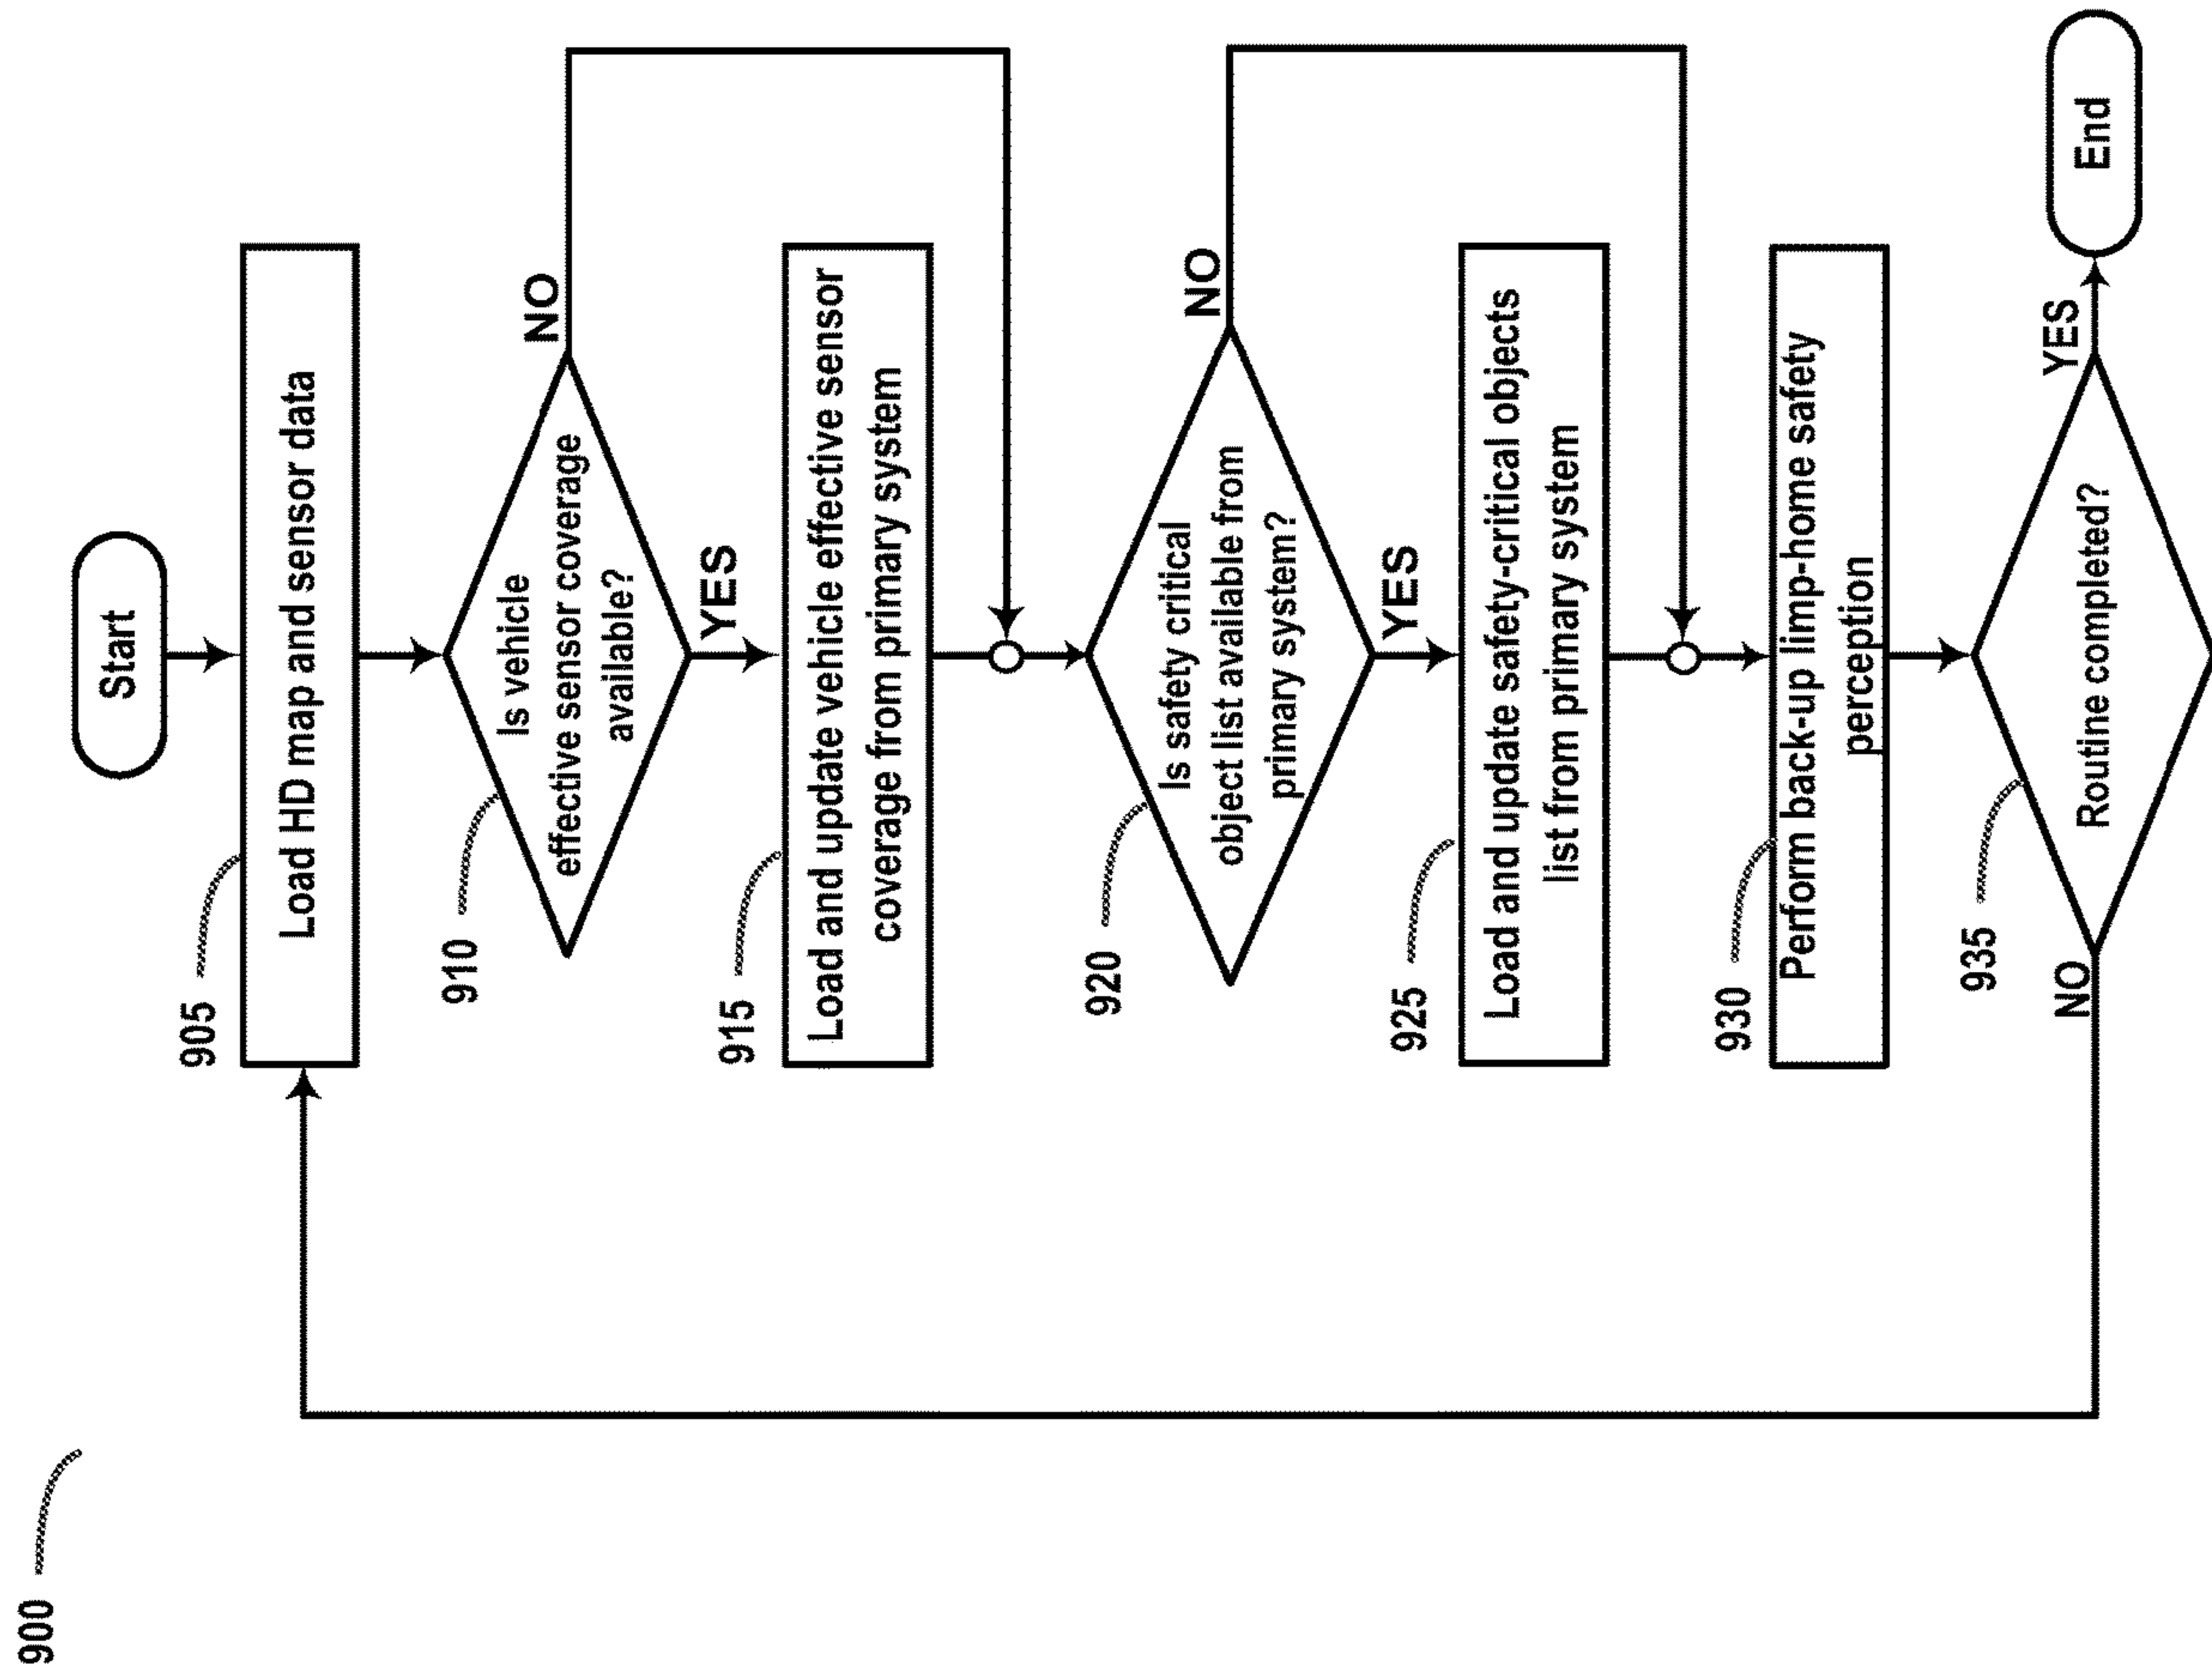 900
Start
905
Load HD map and sensor data
910
Is vehicle
effective sensor coverage
available?
NO
YES
915
Load and update vehicle effective sensor
coverage from primary system
920
Is safety critical
object list available from
primary system?
NO
YES
925
Load and update safety-critical objects
list from primary system
930
Perform back-up limp-home safety
perception
935
Routine completed?
NO
YES
End